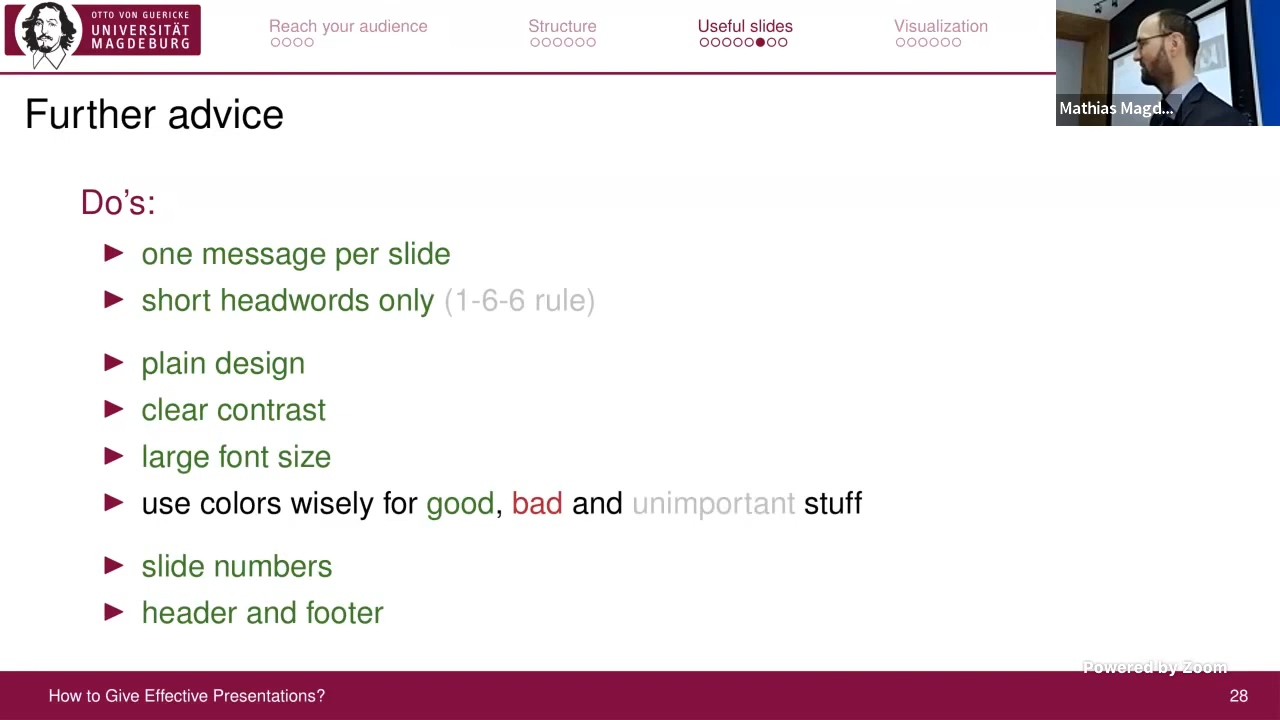 OTTO VON GUERICKE
UNIVERSITÄT
MAGDEBURG
Reach your audience
Structure
Useful slides
Visualization
Mathias Magd...
Further advice
Do's:
one message per slide
short headwords only (1-6-6 rule)
plain design
clear contrast
large font size
use colors wisely for good, bad and unimportant stuff
slide numbers
header and footer
Powered by Zoom
How to Give Effective Presentations?
28